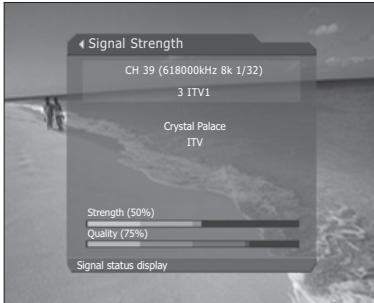 Signal Strength
CH 39 (618000kHz 8k 1/32)
3 ITV1
Crystal Palace
ITV
Strength (50%)
Quality (75%)
Signal status display